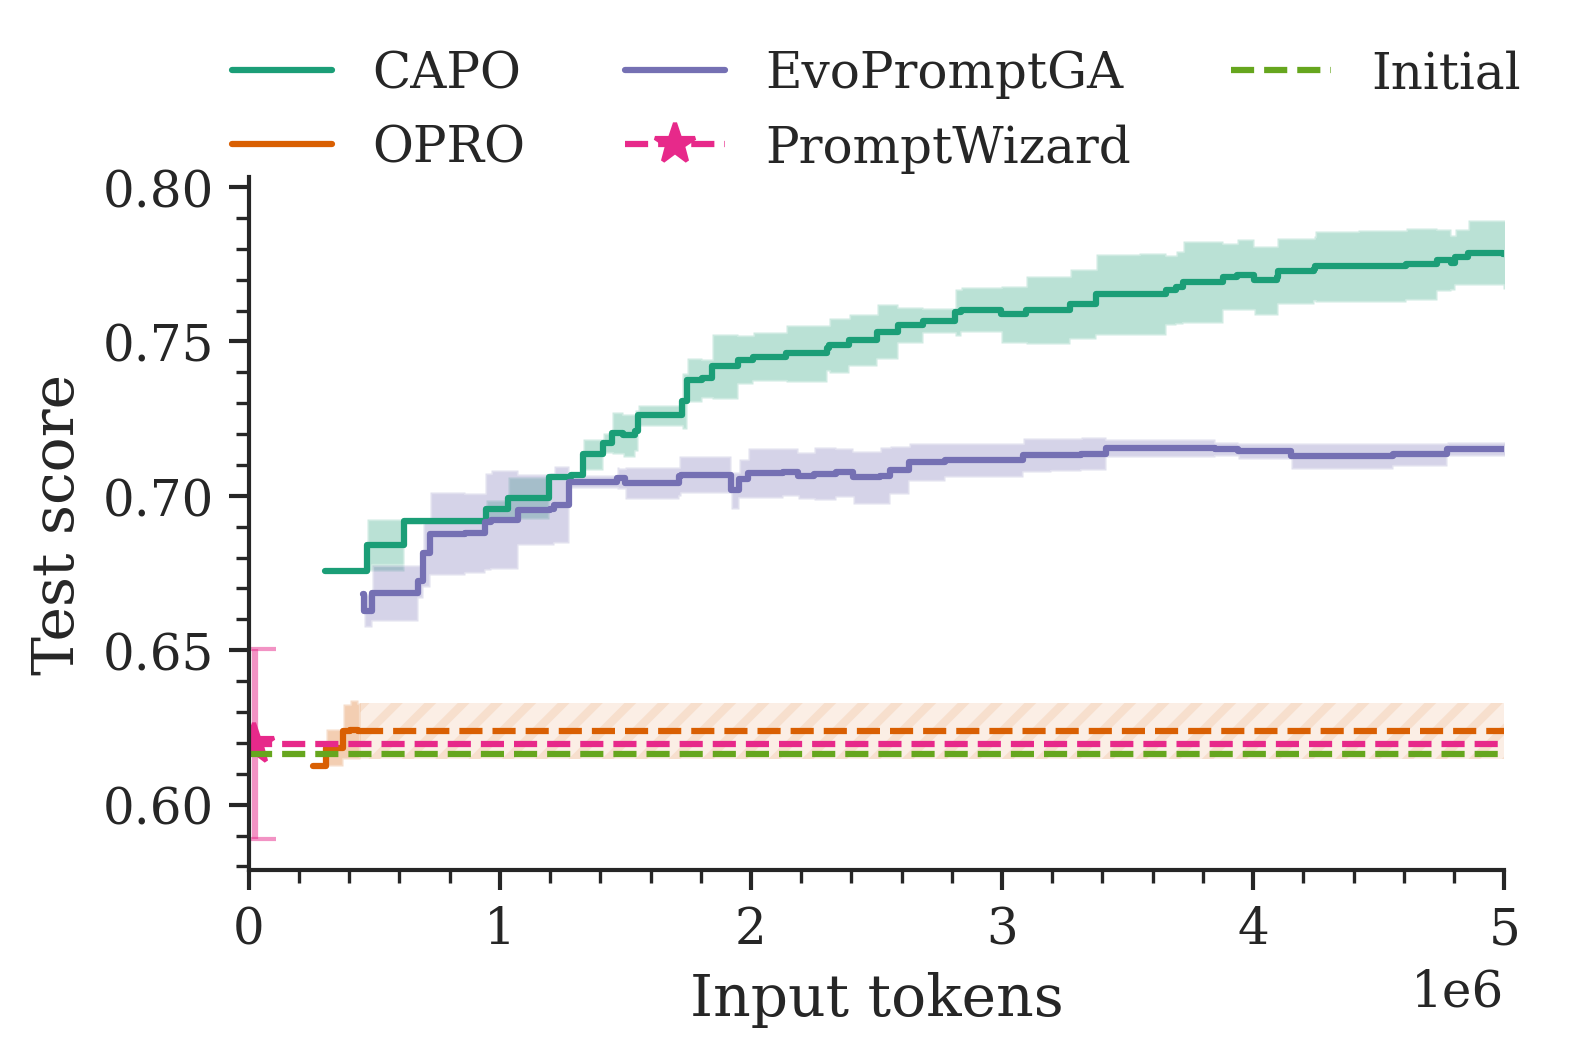 CAPO EvoPromptGA Initial
OPRO PromptWizard
0.80
0.75
0.70
0.65
0.60
Test score
0 1 2 3 4 5
1e6
Input tokens